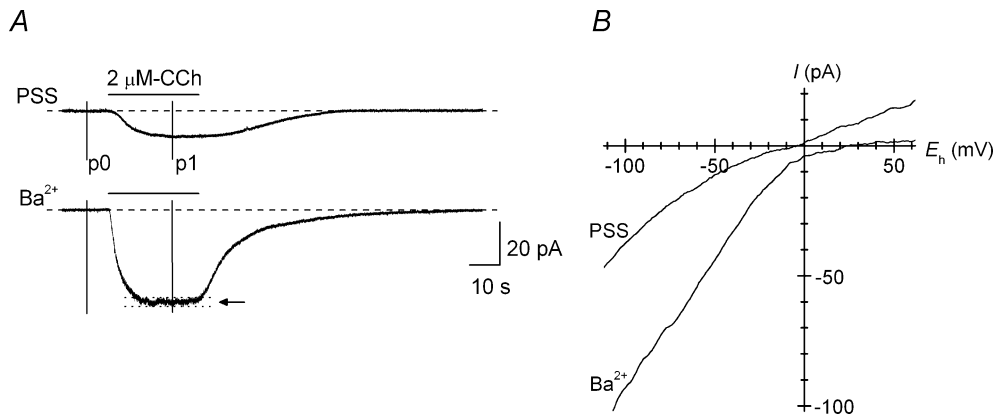 A
2 μM-CCh
PSS
p0
p1
Ba²⁺
20 pA
10 s
B
I (pA)
-100
-50
50
Eₕ (mV)
PSS
-50
Ba²⁺
-100